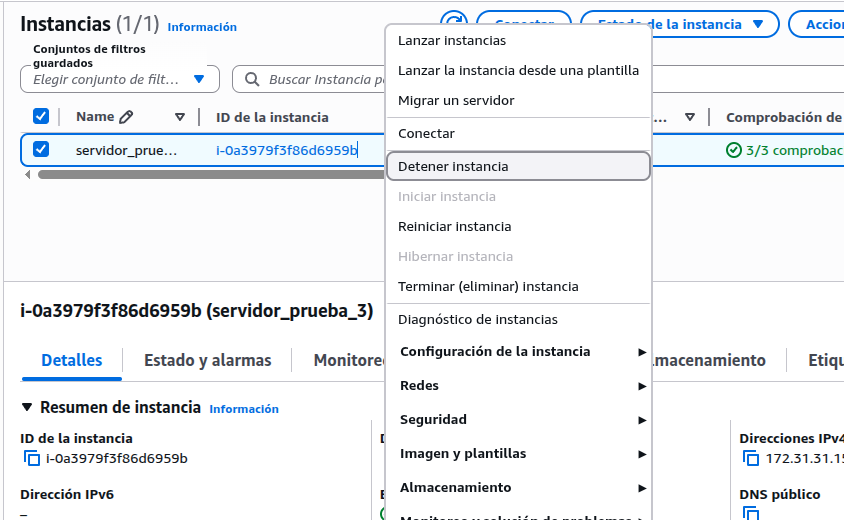 Instancias (1/1) Información
Conectar Estado de la instancia Accior
Conjuntos de filtros
guardados
Elegir conjunto de filt... Buscar Instancia po
Name ID de la instancia ... Comprobación de
servidor_prue... i-0a3979f3f86d6959b 3/3 comprobac
Lanzar instancias
Lanzar la instancia desde una plantilla
Migrar un servidor
Conectar
Detener instancia
Iniciar instancia
Reiniciar instancia
Hibernar instancia
Terminar (eliminar) instancia
Diagnóstico de instancias
Configuración de la instancia
Redes
Seguridad
Imagen y plantillas
Almacenamiento
Monitoreo y solución de problemas
i-0a3979f3f86d6959b (servidor_prueba_3)
Detalles Estado y alarmas Monitoreo lmacenamiento Etiqu
Resumen de instancia Información
ID de la instancia Direcciones IPv4
i-0a3979f3f86d6959b 172.31.31.15
Dirección IPv6 DNS público
–